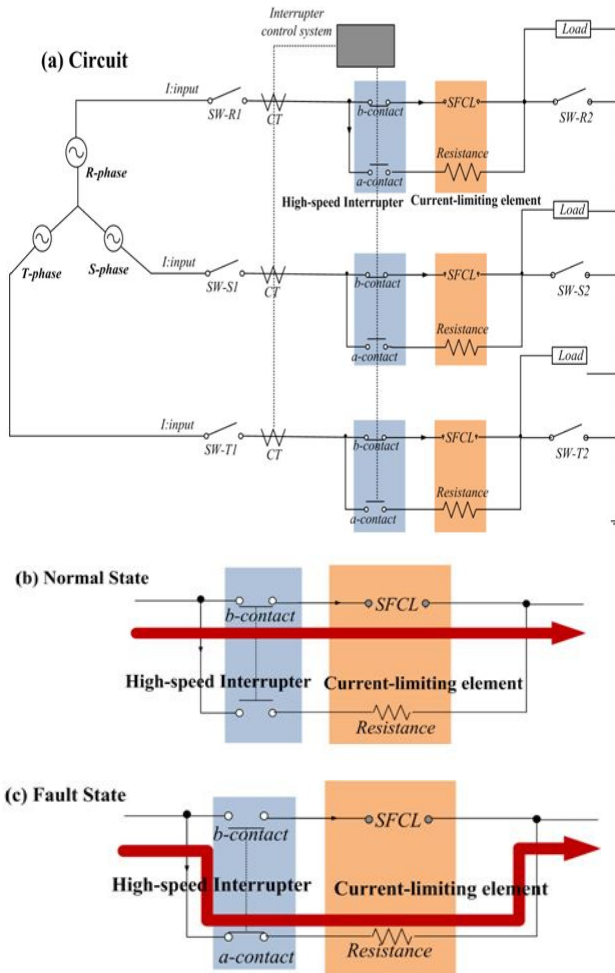 Interrupter
control system
Load
(a) Circuit
I:input
SW-R1
CT
b-contact
SFCL
SW-R2
R-phase
Resistance
a-contact
High-speed Interrupter
Current-limiting element
Load
T-phase
S-phase
I:input
SW-S1
CT
b-contact
SFCL
SW-S2
Resistance
a-contact
Load
I:input
SW-T1
CT
b-contact
SFCL
SW-T2
Resistance
a-contact
(b) Normal State
b-contact
SFCL
High-speed Interrupter
Current-limiting element
Resistance
(c) Fault State
b-contact
SFCL
High-speed Interrupter
Current-limiting element
Resistance
a-contact